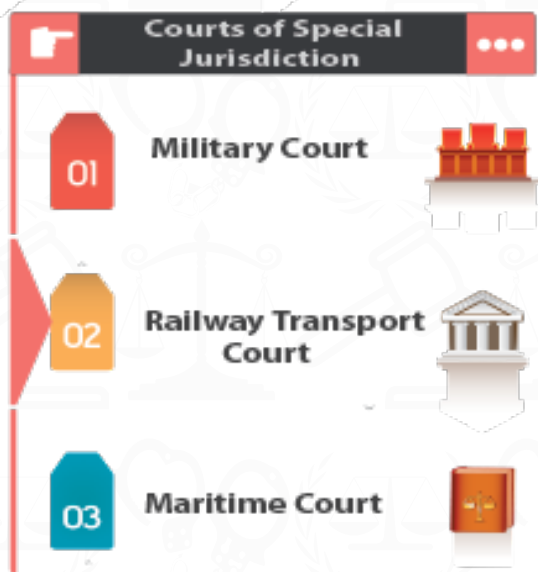 Courts of Special
Jurisdiction
01
Military Court
02
Railway Transport
Court
03
Maritime Court